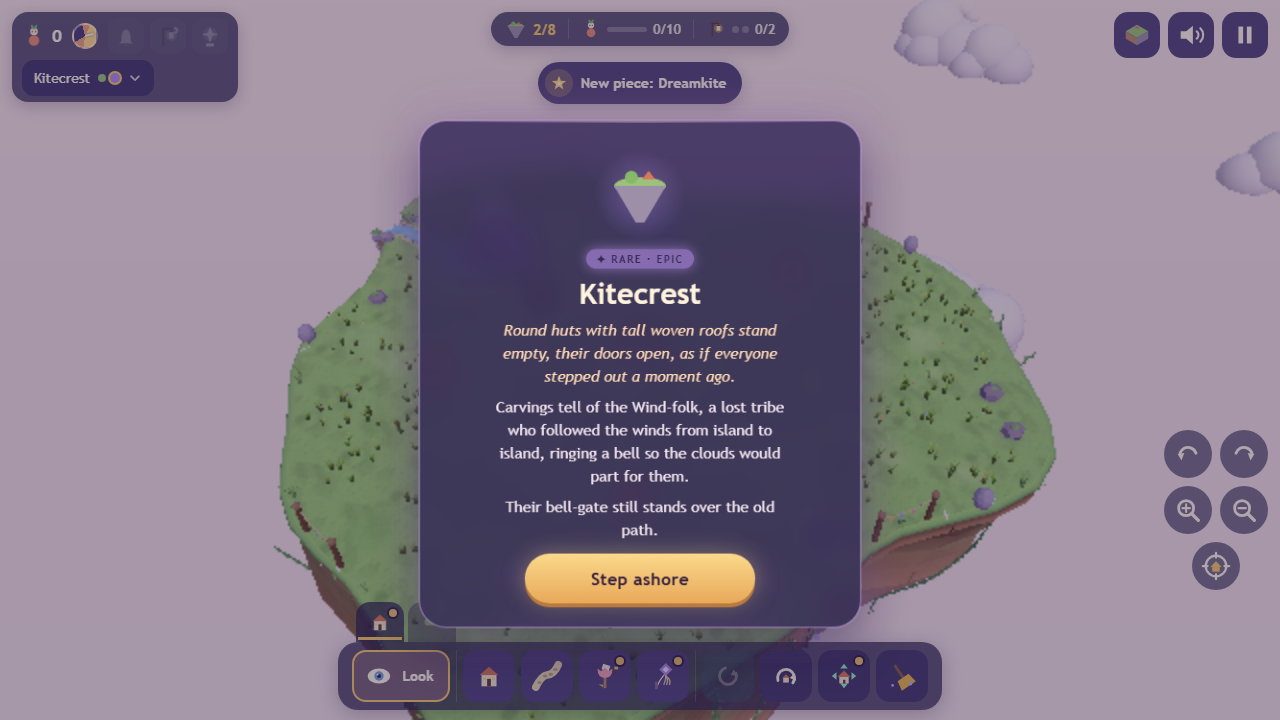 0
2/8
0/10
0/2
Kitecrest
New piece: Dreamkite
RARE · EPIC
Kitecrest
Round huts with tall woven roofs stand
empty, their doors open, as if everyone
stepped out a moment ago.
Carvings tell of the Wind-folk, a lost tribe
who followed the winds from island to
island, ringing a bell so the clouds would
part for them.
Their bell-gate still stands over the old
path.
Step ashore
Look